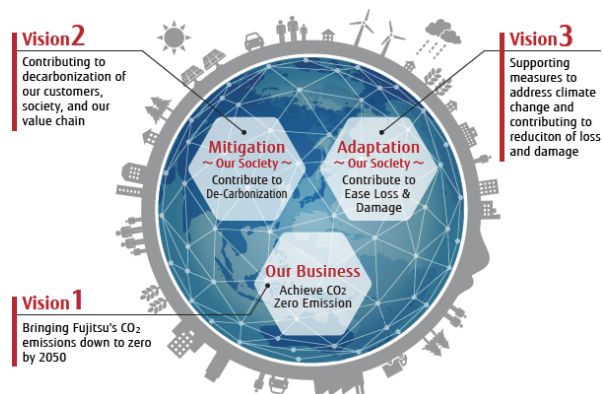 Vision2
Contributing to
decarbonization of
our customers,
society, and our
value chain
Vision3
Supporting
measures to
address climate
change and
contributing to
reduciton of loss
and damage
Mitigation
~ Our Society ~
Contribute to
De-Carbonization
Adaptation
~ Our Society ~
Contribute to
Ease Loss &
Damage
Our Business
Achieve CO₂
Zero Emission
Vision1
Bringing Fujitsu's CO₂
emissions down to zero
by 2050